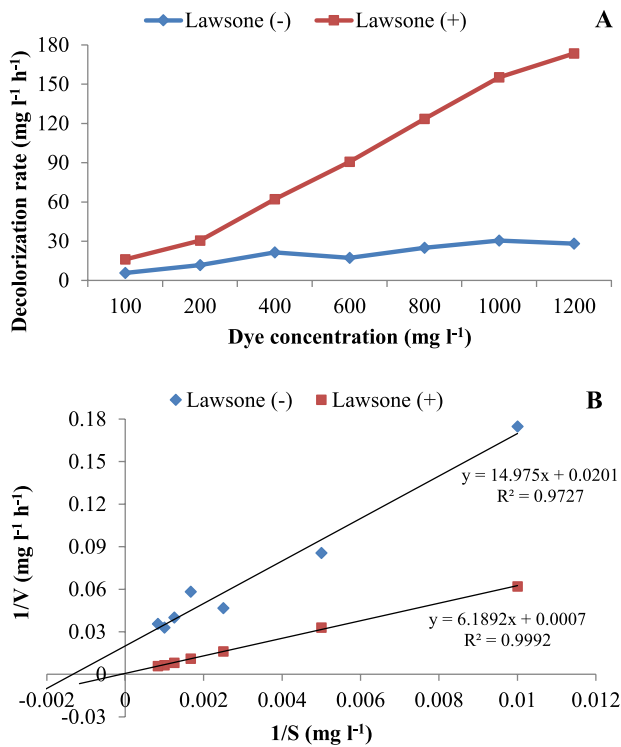 Lawsone (-) Lawsone (+) A
Decolorization rate (mg l-1 h-1)
180
150
120
90
60
30
0
100 200 400 600 800 1000 1200
Dye concentration (mg l-1)
Lawsone (-) Lawsone (+) B
1/V (mg l-1 h-1)
0.18
0.15
0.12
0.09
0.06
0.03
0
-0.03
y = 14.975x + 0.0201
R² = 0.9727
y = 6.1892x + 0.0007
R² = 0.9992
-0.002 0 0.002 0.004 0.006 0.008 0.01 0.012
1/S (mg l-1)